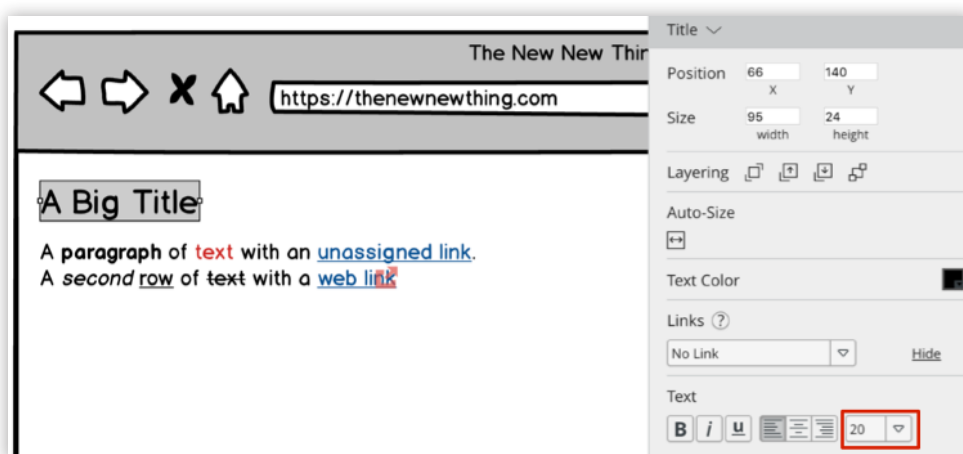 The New New Thin
https://thenewnewthing.com
A Big Title
A paragraph of text with an unassigned link.
A second row of text with a web link
Title
Position 66 140
X Y
Size 95 24
width height
Layering
Auto-Size
Text Color
Links ?
No Link Hide
Text
B i u 20